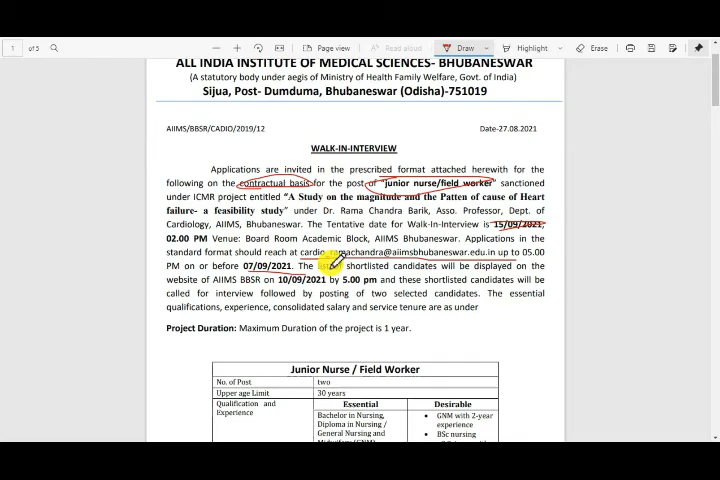 1 of 5 Page view Read aloud Draw Highlight Erase
ALL INDIA INSTITUTE OF MEDICAL SCIENCES- BHUBANESWAR
(A statutory body under aegis of Ministry of Health Family Welfare, Govt. of India)
Sijua, Post- Dumduma, Bhubaneswar (Odisha)-751019
AIIMS/BBSR/CADIO/2019/12 Date-27.08.2021
WALK-IN-INTERVIEW
Applications are invited in the prescribed format attached herewith for the
following on the contractual basis for the post of "junior nurse/field worker" sanctioned
under ICMR project entitled "A Study on the magnitude and the Patten of cause of Heart
failure- a feasibility study" under Dr. Rama Chandra Barik, Asso. Professor, Dept. of
Cardiology, AIIMS, Bhubaneswar. The Tentative date for Walk-In-Interview is 15/09/2021,
02.00 PM Venue: Board Room Academic Block, AIIMS Bhubaneswar. Applications in the
standard format should reach at cardio_ramachandra@aiimsbhubaneswar.edu.in up to 05.00
PM on or before 07/09/2021. The shortlisted candidates will be displayed on the
website of AIIMS BBSR on 10/09/2021 by 5.00 pm and these shortlisted candidates will be
called for interview followed by posting of two selected candidates. The essential
qualifications, experience, consolidated salary and service tenure are as under
Project Duration: Maximum Duration of the project is 1 year.
Junior Nurse / Field Worker
No. of Post two
Upper age Limit 30 years
Qualification and Essential Desirable
Experience Bachelor in Nursing, • GNM with 2-year
Diploma in Nursing / experience
General Nursing and • BSc nursing